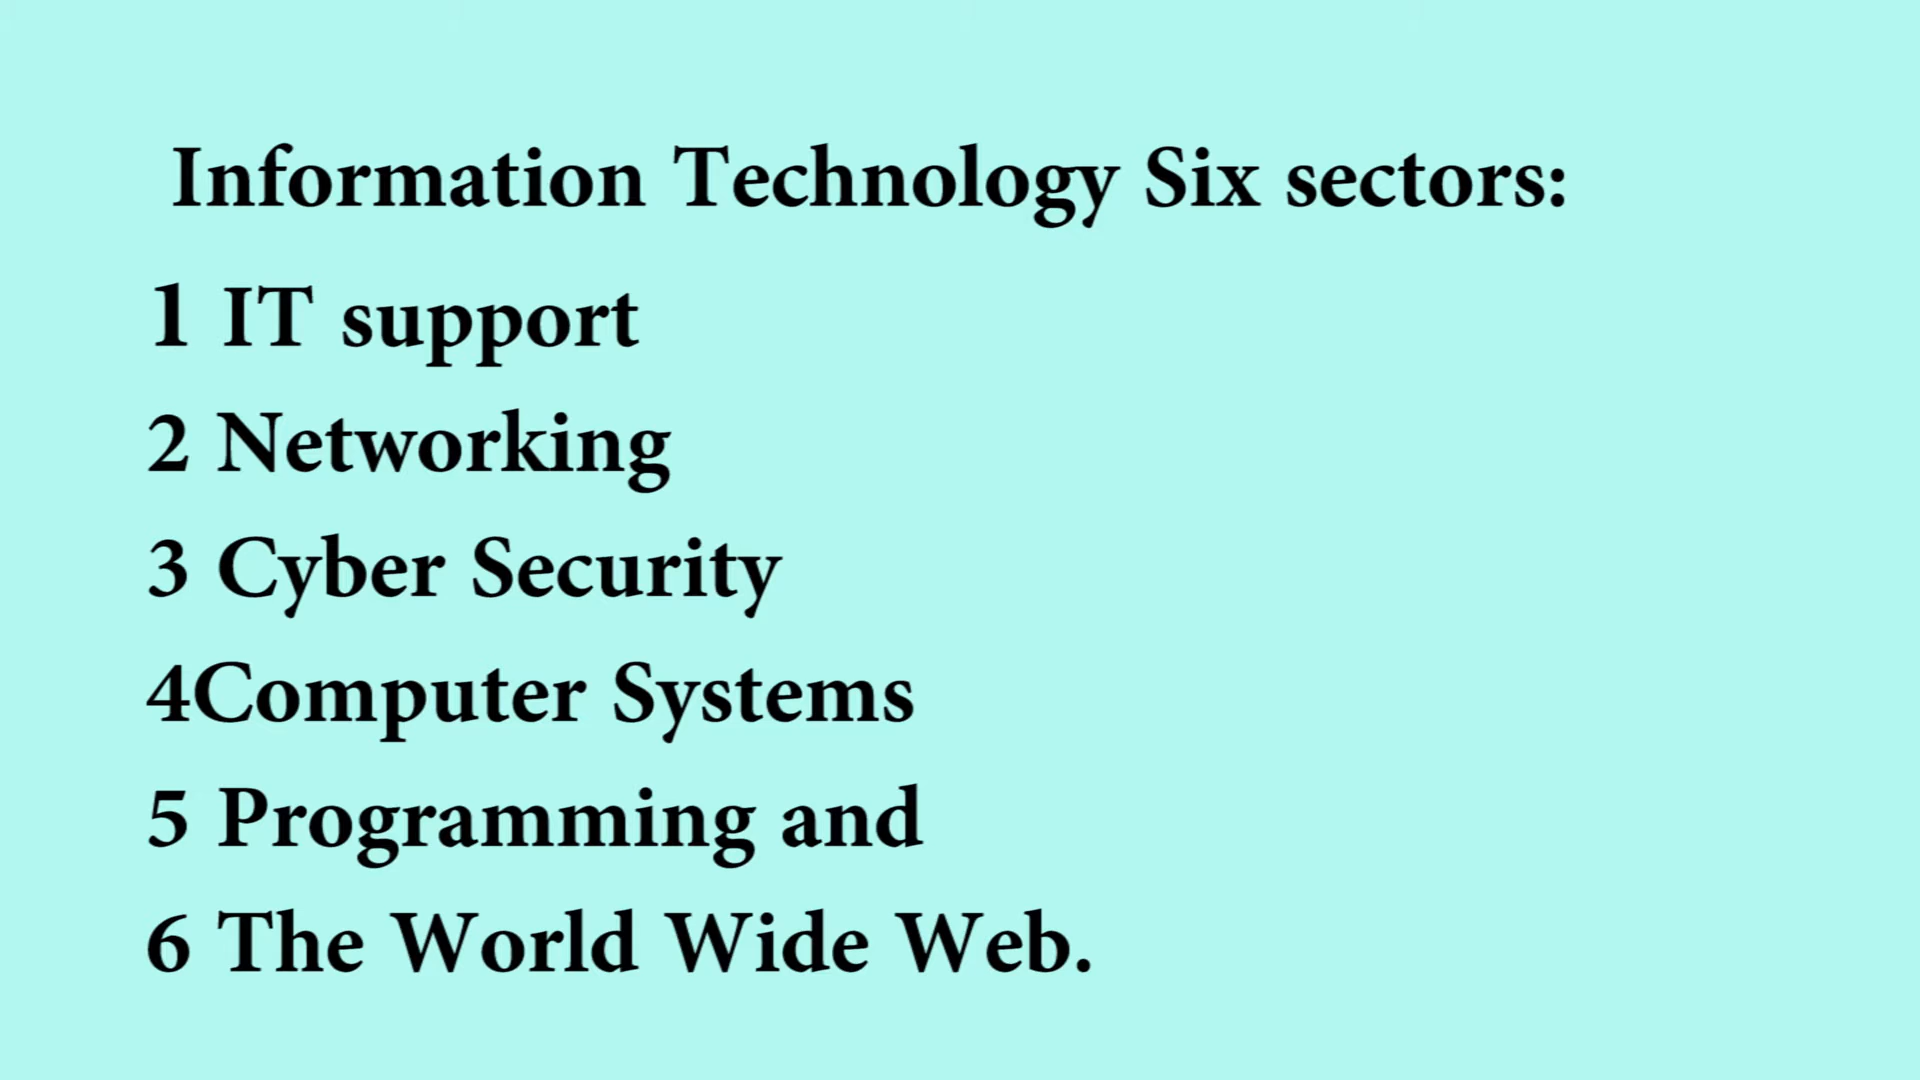 Information Technology Six sectors:
1 IT support
2 Networking
3 Cyber Security
4Computer Systems
5 Programming and
6 The World Wide Web.